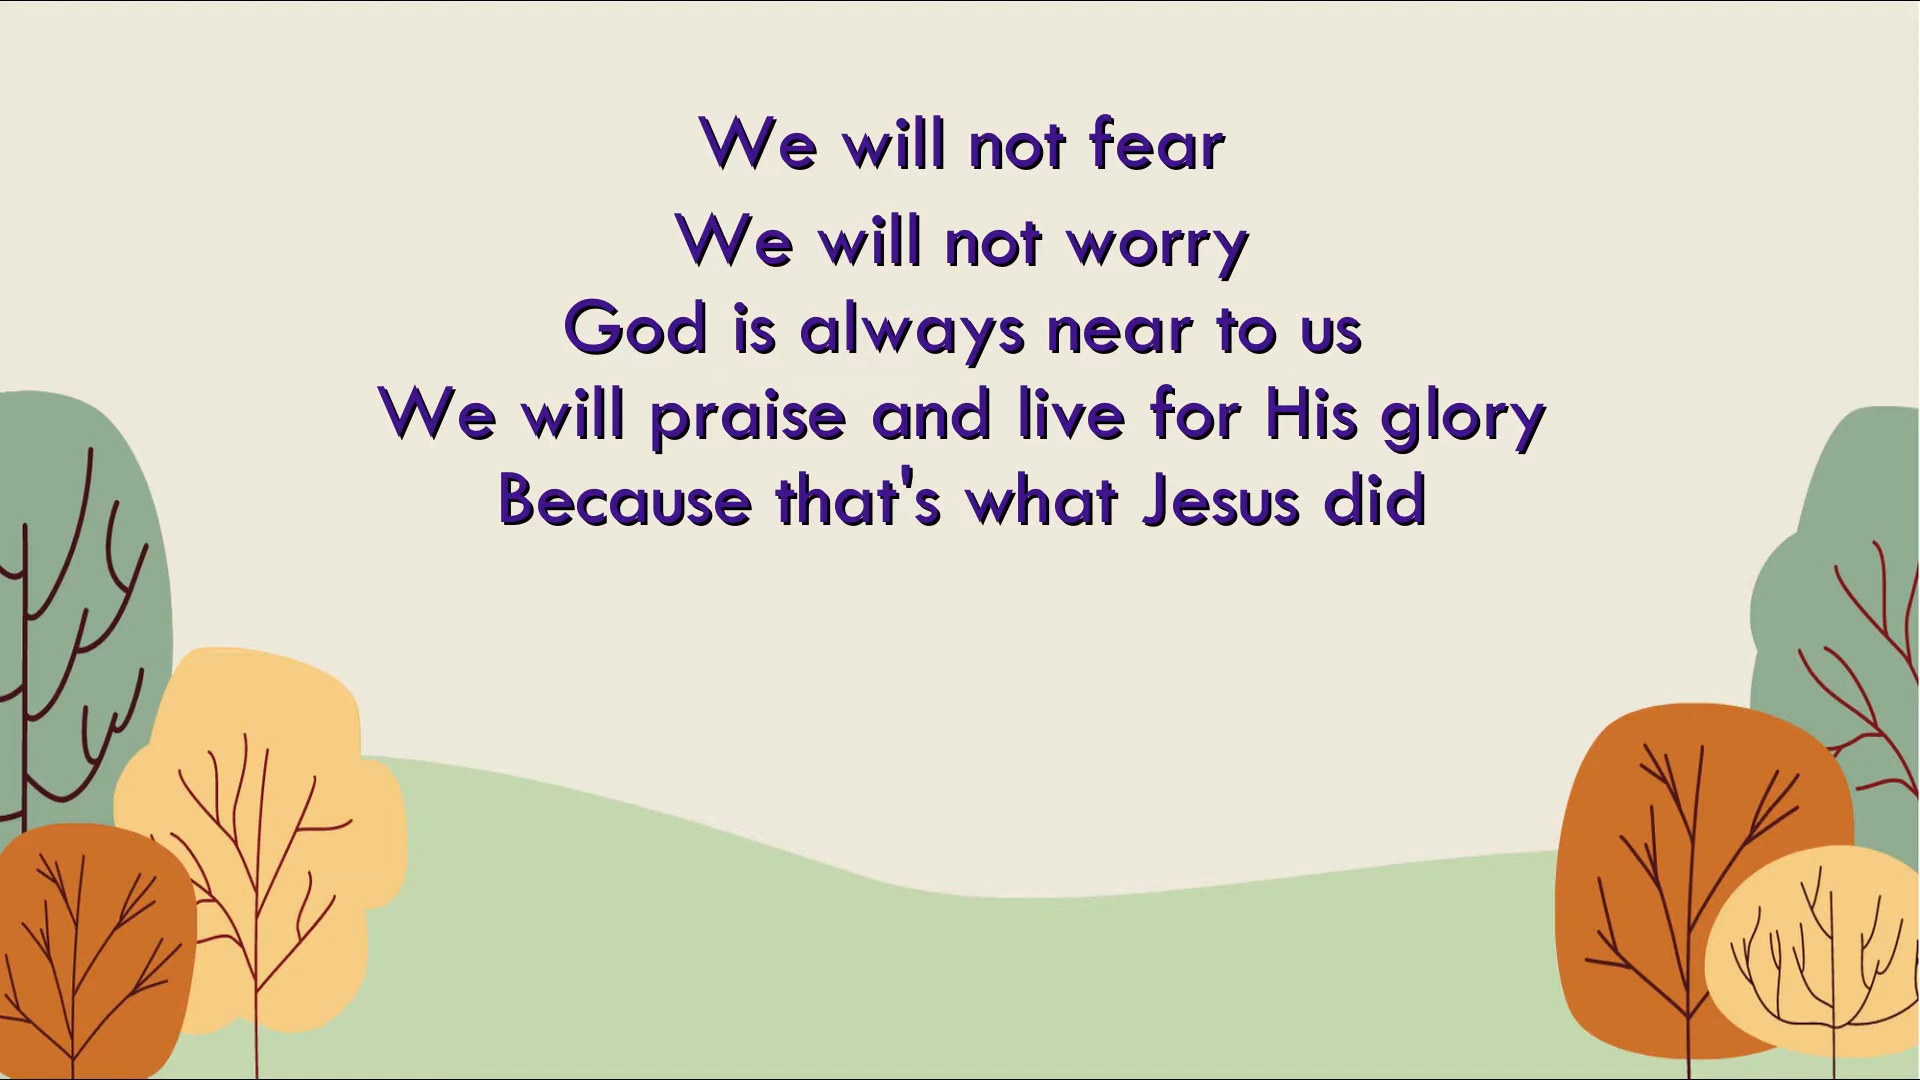 We will not fear
We will not worry
God is always near to us
We will praise and live for His glory
Because that's what Jesus did